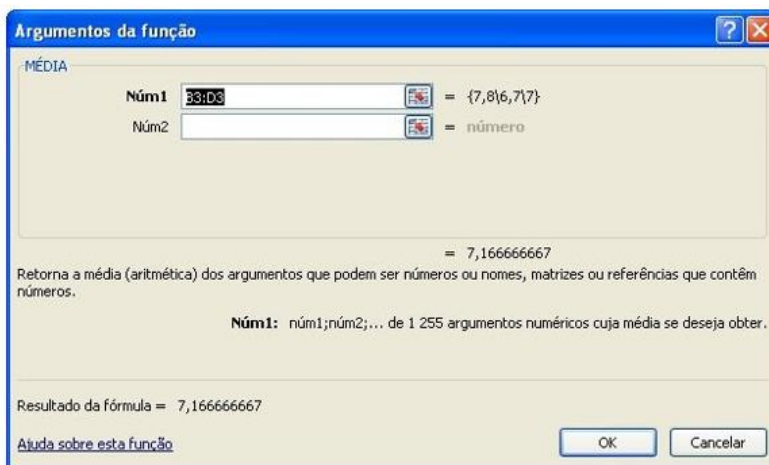 Argumentos da função
MÉDIA
Núm1 B3:D3 = {7,8\6,7\7}
Núm2 = número
= 7,166666667
Retorna a média (aritmética) dos argumentos que podem ser números ou nomes, matrizes ou referências que contêm
números.
Núm1: núm1;núm2;... de 1 255 argumentos numéricos cuja média se deseja obter.
Resultado da fórmula = 7,166666667
Ajuda sobre esta função
OK Cancelar